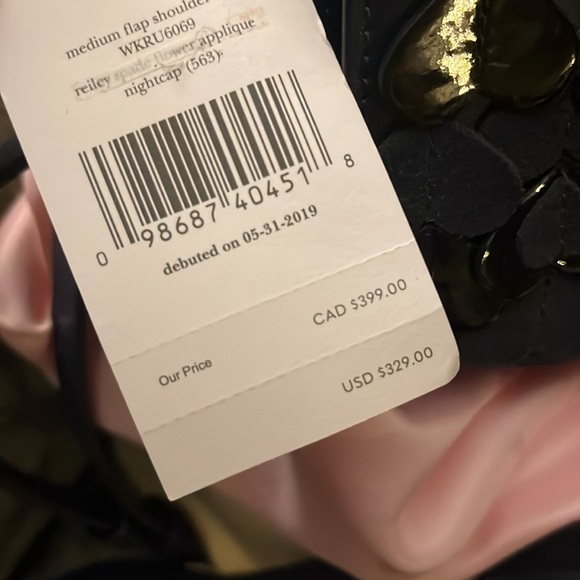 medium flap shoulder
WKRU6069
reiley spade flower applique
nightcap (563)
0 98687 40451 8
debuted on 05-31-2019
CAD $399.00
Our Price
USD $329.00